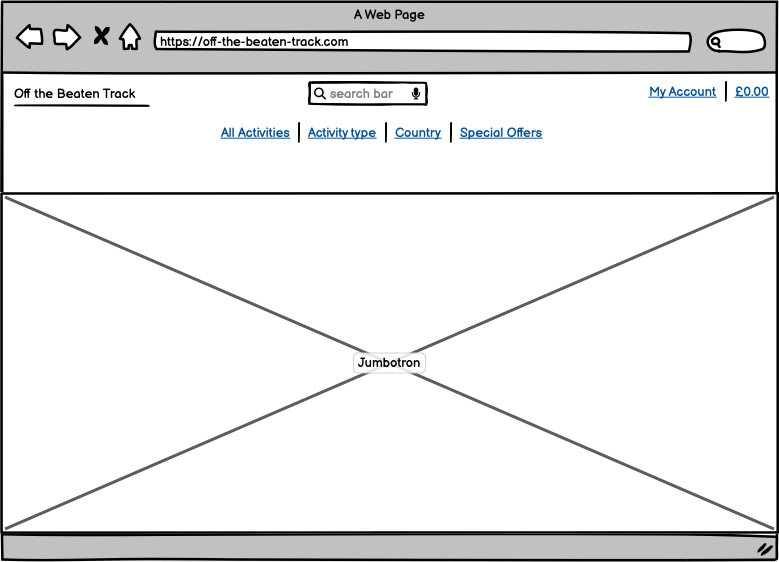 A Web Page
https://off-the-beaten-track.com
Off the Beaten Track
search bar
My Account
£0.00
All Activities
Activity type
Country
Special Offers
Jumbotron